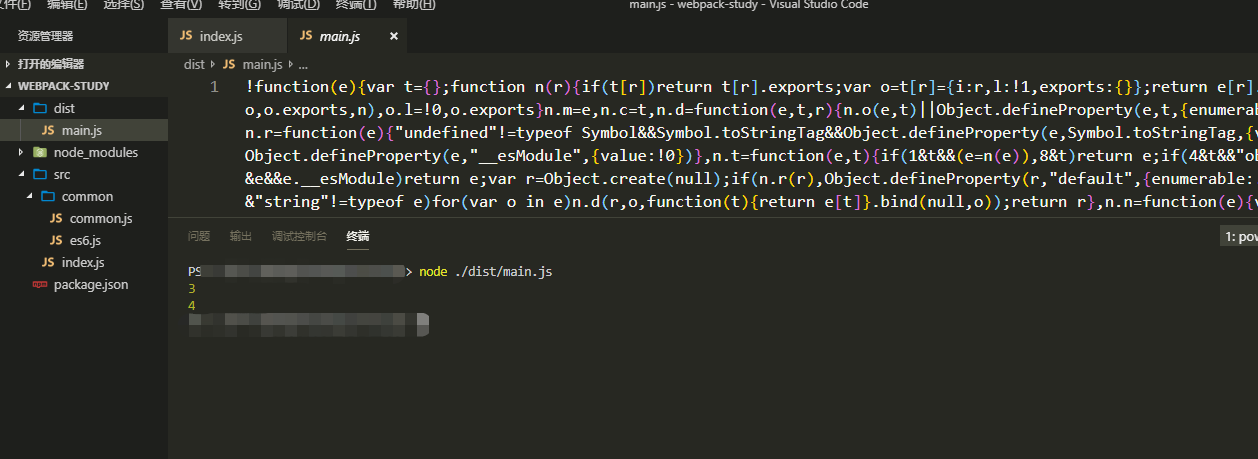 文件(F) 编辑(E) 选择(S) 查看(V) 转到(G) 调试(D) 终端(T) 帮助(H) main.js - webpack-study - Visual Studio Code
资源管理器
JS index.js JS main.js ×
打开的编辑器
dist JS main.js ...
WEBPACK-STUDY
dist
JS main.js
node_modules
src
common
JS common.js
JS es6.js
JS index.js
package.json
1 !function(e){var t={};function n(r){if(t[r])return t[r].exports;var o=t[r]={i:r,l:!1,exports:{}};return e[r].
o,o.exports,n),o.l=!0,o.exports}n.m=e,n.c=t,n.d=function(e,t,r){n.o(e,t)||Object.defineProperty(e,t,{enumerab
n.r=function(e){"undefined"!=typeof Symbol&&Symbol.toStringTag&&Object.defineProperty(e,Symbol.toStringTag,{v
Object.defineProperty(e,"__esModule",{value:!0})},n.t=function(e,t){if(1&t&&(e=n(e)),8&t)return e;if(4&t&&"ob
&e&&e.__esModule)return e;var r=Object.create(null);if(n.r(r),Object.defineProperty(r,"default",{enumerable:
&"string"!=typeof e)for(var o in e)n.d(r,o,function(t){return e[t]}.bind(null,o));return r},n.n=function(e){v
问题 输出 调试控制台 终端 1: pow
PS > node ./dist/main.js
3
4